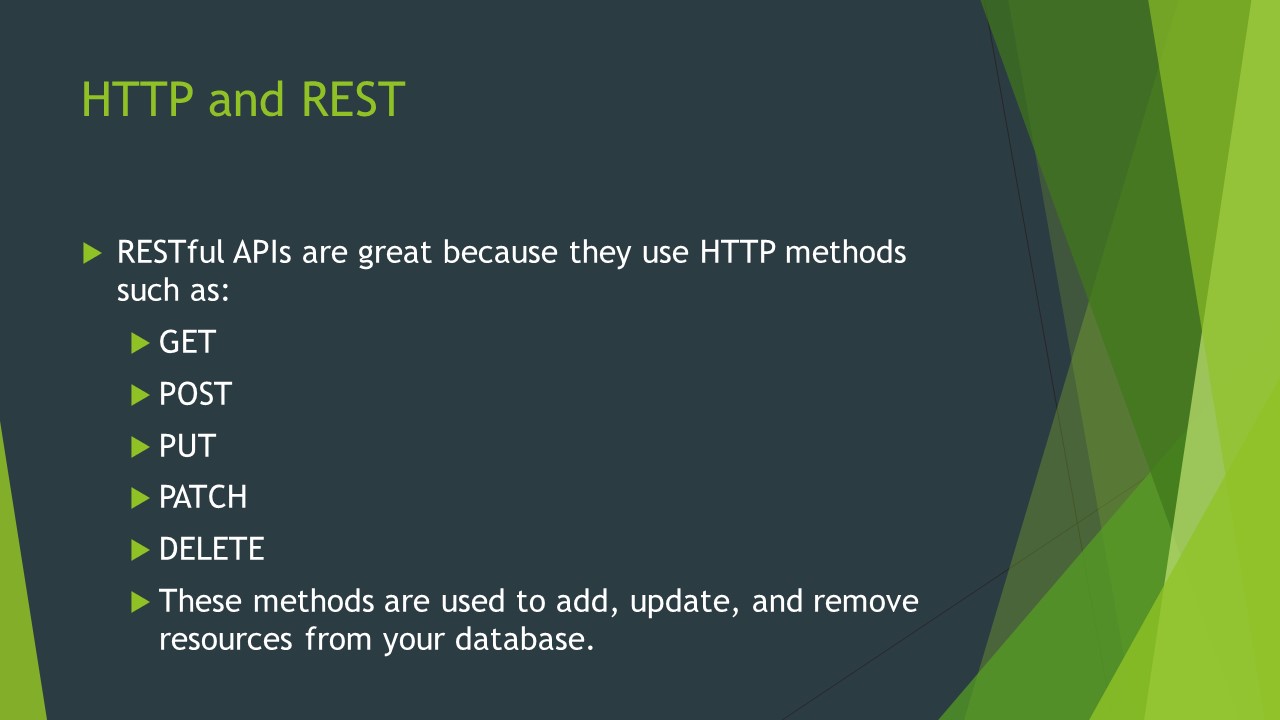 HTTP and REST
RESTful APIs are great because they use HTTP methods
such as:
GET
POST
PUT
PATCH
DELETE
These methods are used to add, update, and remove
resources from your database.